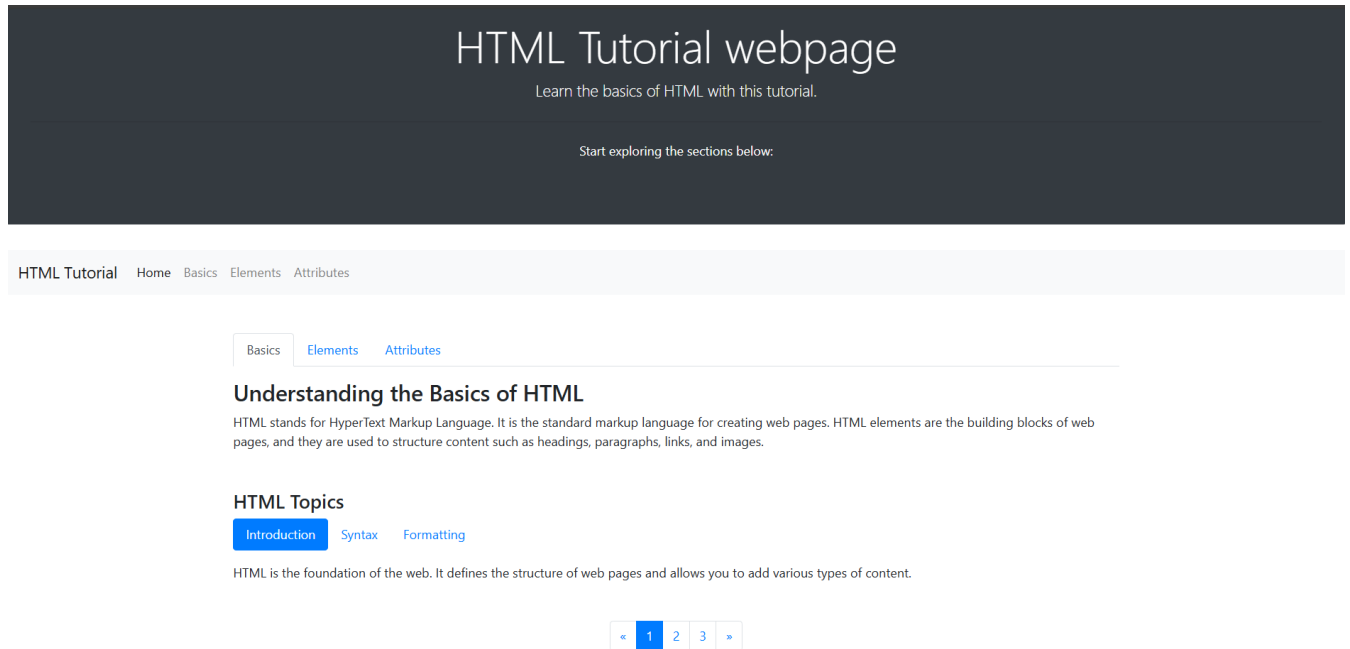 HTML Tutorial webpage
Learn the basics of HTML with this tutorial.
Start exploring the sections below:
HTML Tutorial Home Basics Elements Attributes
Basics Elements Attributes
Understanding the Basics of HTML
HTML stands for HyperText Markup Language. It is the standard markup language for creating web pages. HTML elements are the building blocks of web
pages, and they are used to structure content such as headings, paragraphs, links, and images.
HTML Topics
Introduction Syntax Formatting
HTML is the foundation of the web. It defines the structure of web pages and allows you to add various types of content.
« 1 2 3 »